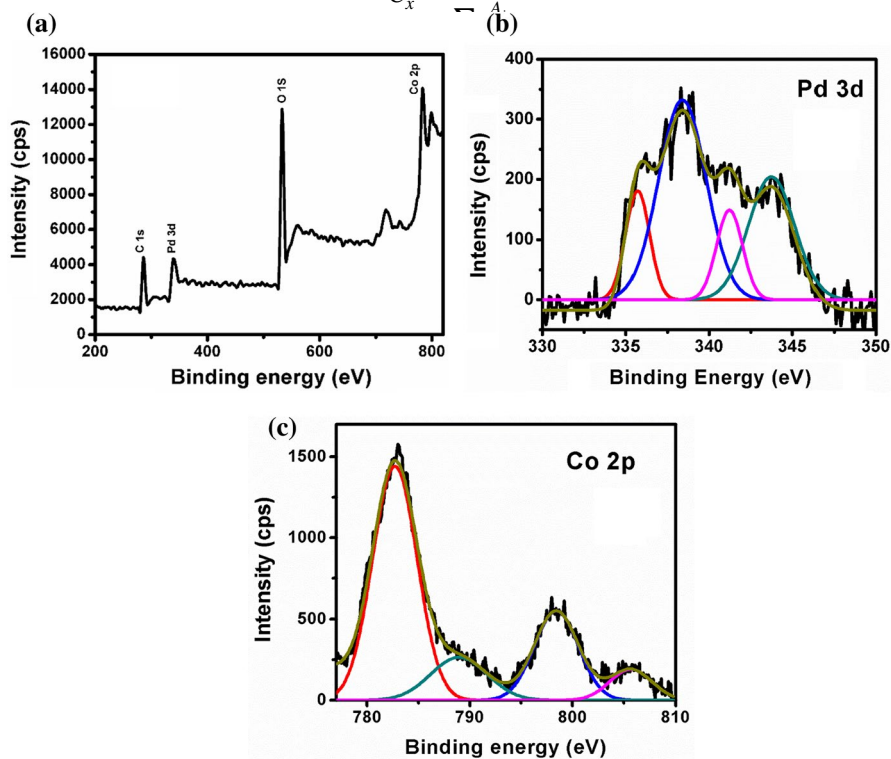 (a)
(b)
16000
14000
12000
10000
8000
6000
4000
2000
0
Intensity (cps)
C 1s
Pd 3d
O 1S
Co 2p
200
400
600
800
Binding energy (eV)
400
300
200
100
0
Intensity (cps)
Pd 3d
330
335
340
345
350
Binding Energy (eV)
(c)
1500
1000
500
0
Intensity (cps)
Co 2p
780
790
800
810
Binding energy (eV)